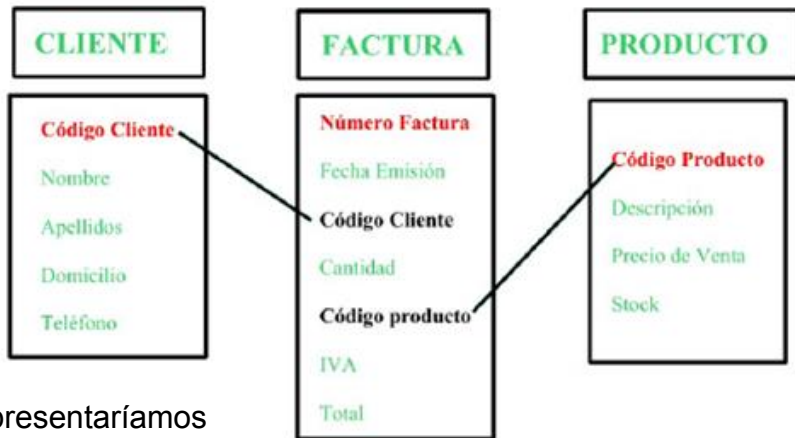 CLIENTE
Código Cliente
Nombre
Apellidos
Domicilio
Teléfono
FACTURA
Número Factura
Fecha Emisión
Código Cliente
Cantidad
Código producto
IVA
Total
PRODUCTO
Código Producto
Descripción
Precio de Venta
Stock
presentaríamos